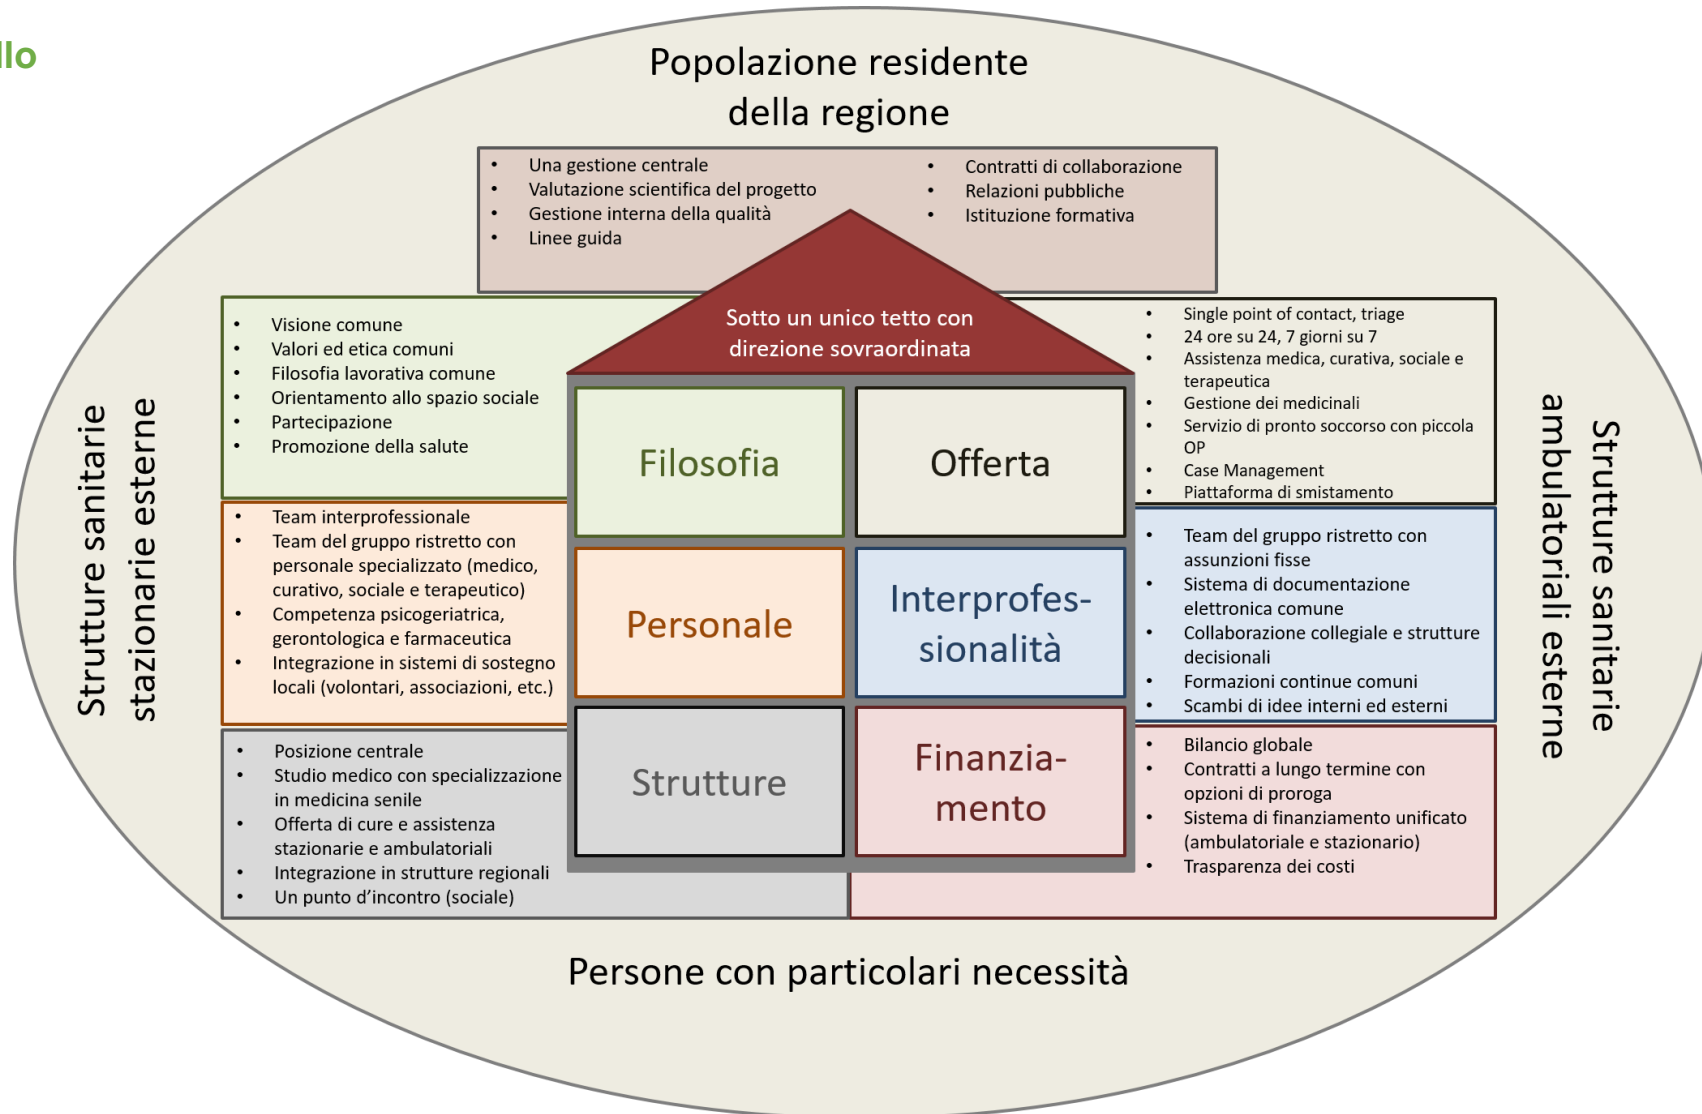 llo
Popolazione residente
della regione
• Una gestione centrale
• Valutazione scientifica del progetto
• Gestione interna della qualità
• Linee guida
• Contratti di collaborazione
• Relazioni pubbliche
• Istituzione formativa
Sotto un unico tetto con
direzione sovraordinata
Strutture sanitarie
stazionarie esterne
• Visione comune
• Valori ed etica comuni
• Filosofia lavorativa comune
• Orientamento allo spazio sociale
• Partecipazione
• Promozione della salute
Filosofia
Offerta
• Single point of contact, triage
• 24 ore su 24, 7 giorni su 7
• Assistenza medica, curativa, sociale e
terapeutica
• Gestione dei medicinali
• Servizio di pronto soccorso con piccola
OP
• Case Management
• Piattaforma di smistamento
• Team interprofessionale
• Team del gruppo ristretto con
personale specializzato (medico,
curativo, sociale e terapeutico)
• Competenza psicogeriatrica,
gerontologica e farmaceutica
• Integrazione in sistemi di sostegno
locali (volontari, associazioni, etc.)
Personale
Interprofes-
sionalità
• Team del gruppo ristretto con
assunzioni fisse
• Sistema di documentazione
elettronica comune
• Collaborazione collegiale e strutture
decisionali
• Formazioni continue comuni
• Scambi di idee interni ed esterni
• Posizione centrale
• Studio medico con specializzazione
in medicina senile
• Offerta di cure e assistenza
stazionarie e ambulatoriali
• Integrazione in strutture regionali
• Un punto d’incontro (sociale)
Strutture
Finanzia-
mento
• Bilancio globale
• Contratti a lungo termine con
opzioni di proroga
• Sistema di finanziamento unificato
(ambulatoriale e stazionario)
• Trasparenza dei costi
Strutture sanitarie
ambulatoriali esterne
Persone con particolari necessità